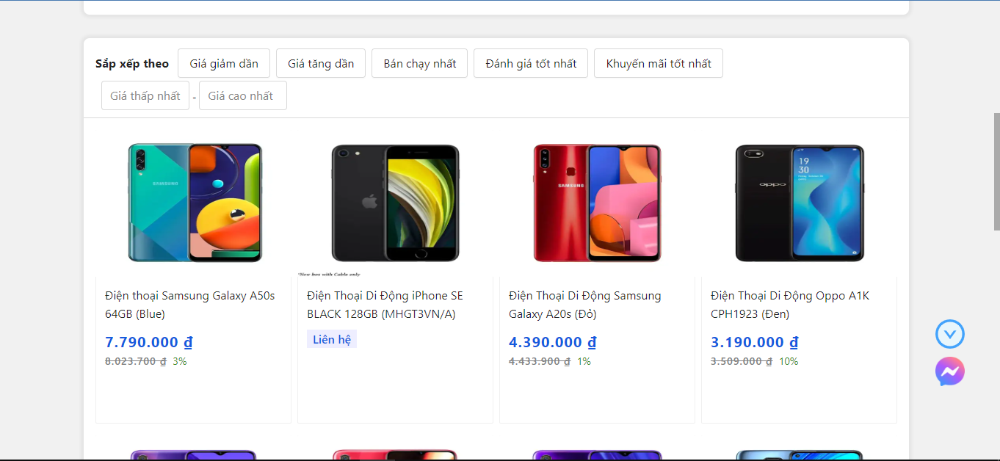 Sắp xếp theo Giá giảm dần Giá tăng dần Bán chạy nhất Đánh giá tốt nhất Khuyến mãi tốt nhất
Giá thấp nhất - Giá cao nhất
SAMSUNG
SAMSUNG
oppo
19
30
*New box with Cable only
Điện thoại Samsung Galaxy A50s
64GB (Blue)
7.790.000 ₫
8.023.700 ₫ 3%
Điện Thoại Di Động iPhone SE
BLACK 128GB (MHGT3VN/A)
Liên hệ
Điện Thoại Di Động Samsung
Galaxy A20s (Đỏ)
4.390.000 ₫
4.433.900 ₫ 1%
Điện Thoại Di Động Oppo A1K
CPH1923 (Đen)
3.190.000 ₫
3.509.000 ₫ 10%